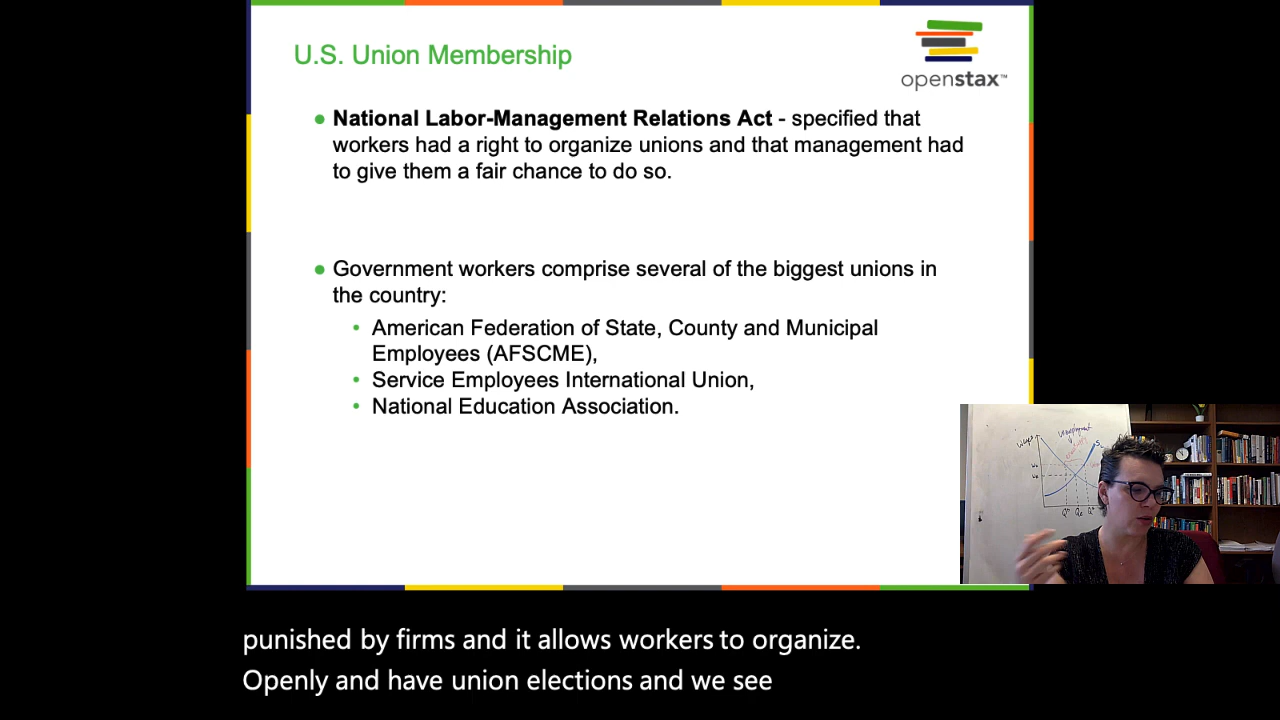 U.S. Union Membership
openstax™
• National Labor-Management Relations Act - specified that
workers had a right to organize unions and that management had
to give them a fair chance to do so.
• Government workers comprise several of the biggest unions in
the country:
• American Federation of State, County and Municipal
Employees (AFSCME),
• Service Employees International Union,
• National Education Association.
unemployment
punished by firms and it allows workers to organize.
Openly and have union elections and we see